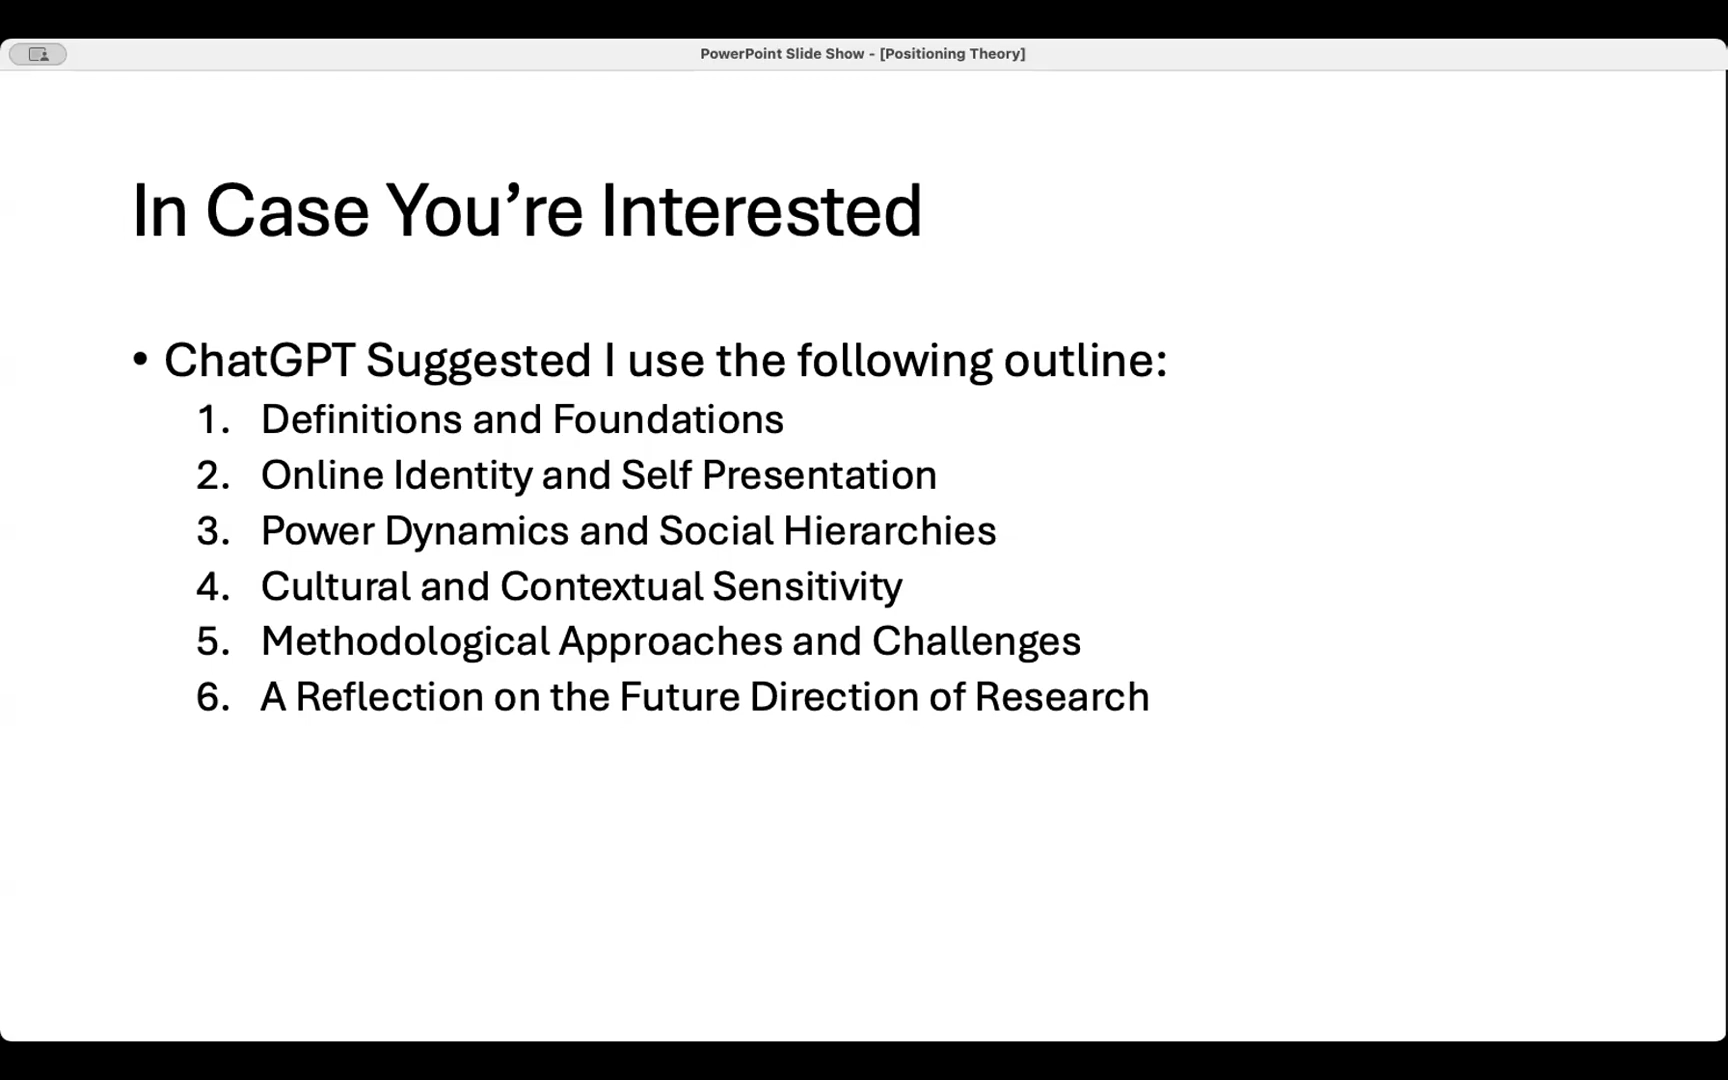 PowerPoint Slide Show - [Positioning Theory]
In Case You’re Interested
• ChatGPT Suggested I use the following outline:
1. Definitions and Foundations
2. Online Identity and Self Presentation
3. Power Dynamics and Social Hierarchies
4. Cultural and Contextual Sensitivity
5. Methodological Approaches and Challenges
6. A Reflection on the Future Direction of Research